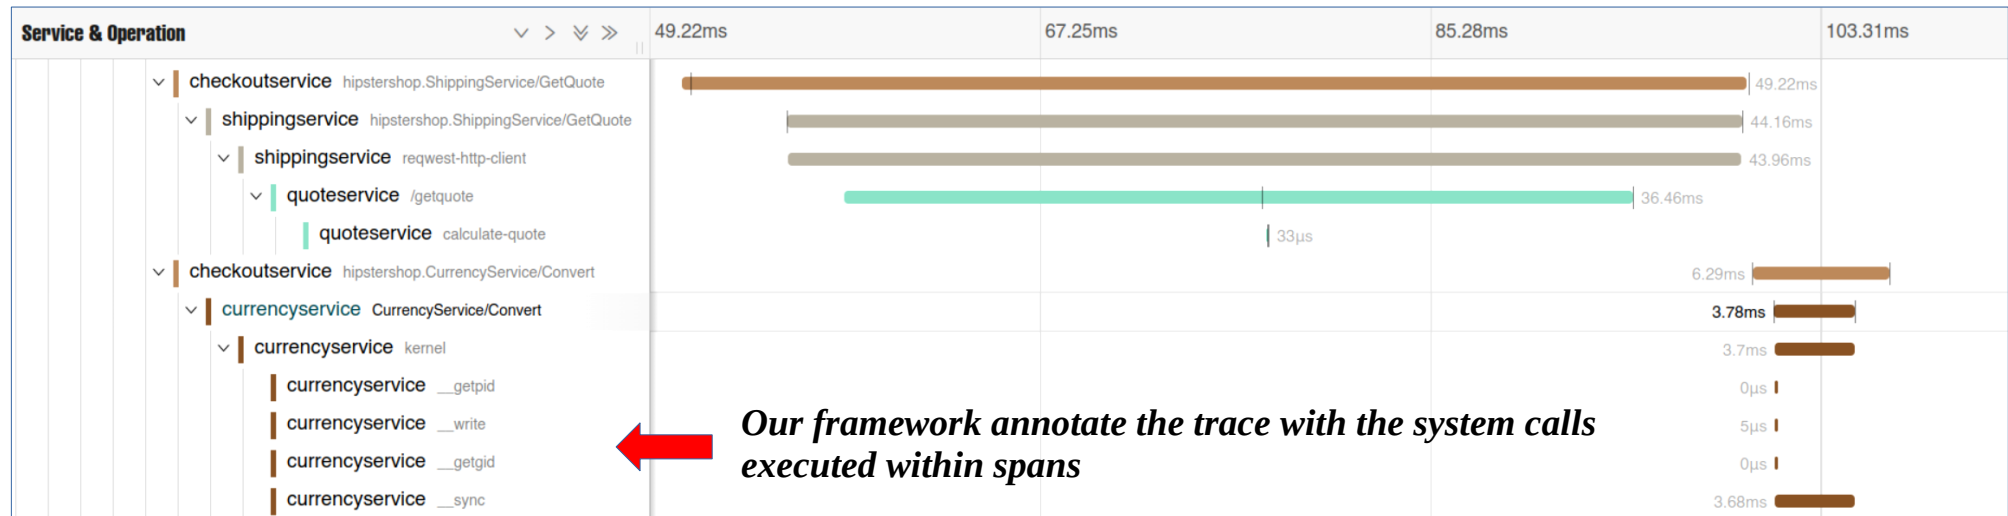 Service & Operation 49.22ms 67.25ms 85.28ms 103.31ms
checkoutservice hipstershop.ShippingService/GetQuote 49.22ms
shippingservice hipstershop.ShippingService/GetQuote 44.16ms
shippingservice reqwest-http-client 43.96ms
quoteservice /getquote 36.46ms
quoteservice calculate-quote 33µs
checkoutservice hipstershop.CurrencyService/Convert 6.29ms
currencyservice CurrencyService/Convert 3.78ms
currencyservice kernel 3.7ms
currencyservice __getpid 0µs
currencyservice __write 5µs
currencyservice __getgid 0µs
currencyservice __sync 3.68ms
Our framework annotate the trace with the system calls
executed within spans